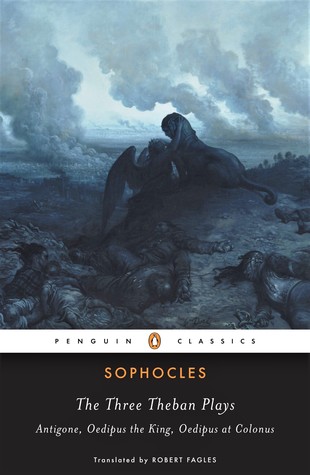 PENGUIN CLASSICS
SOPHOCLES
The Three Theban Plays
Antigone, Oedipus the King, Oedipus at Colonus
Translated by ROBERT FAGLES